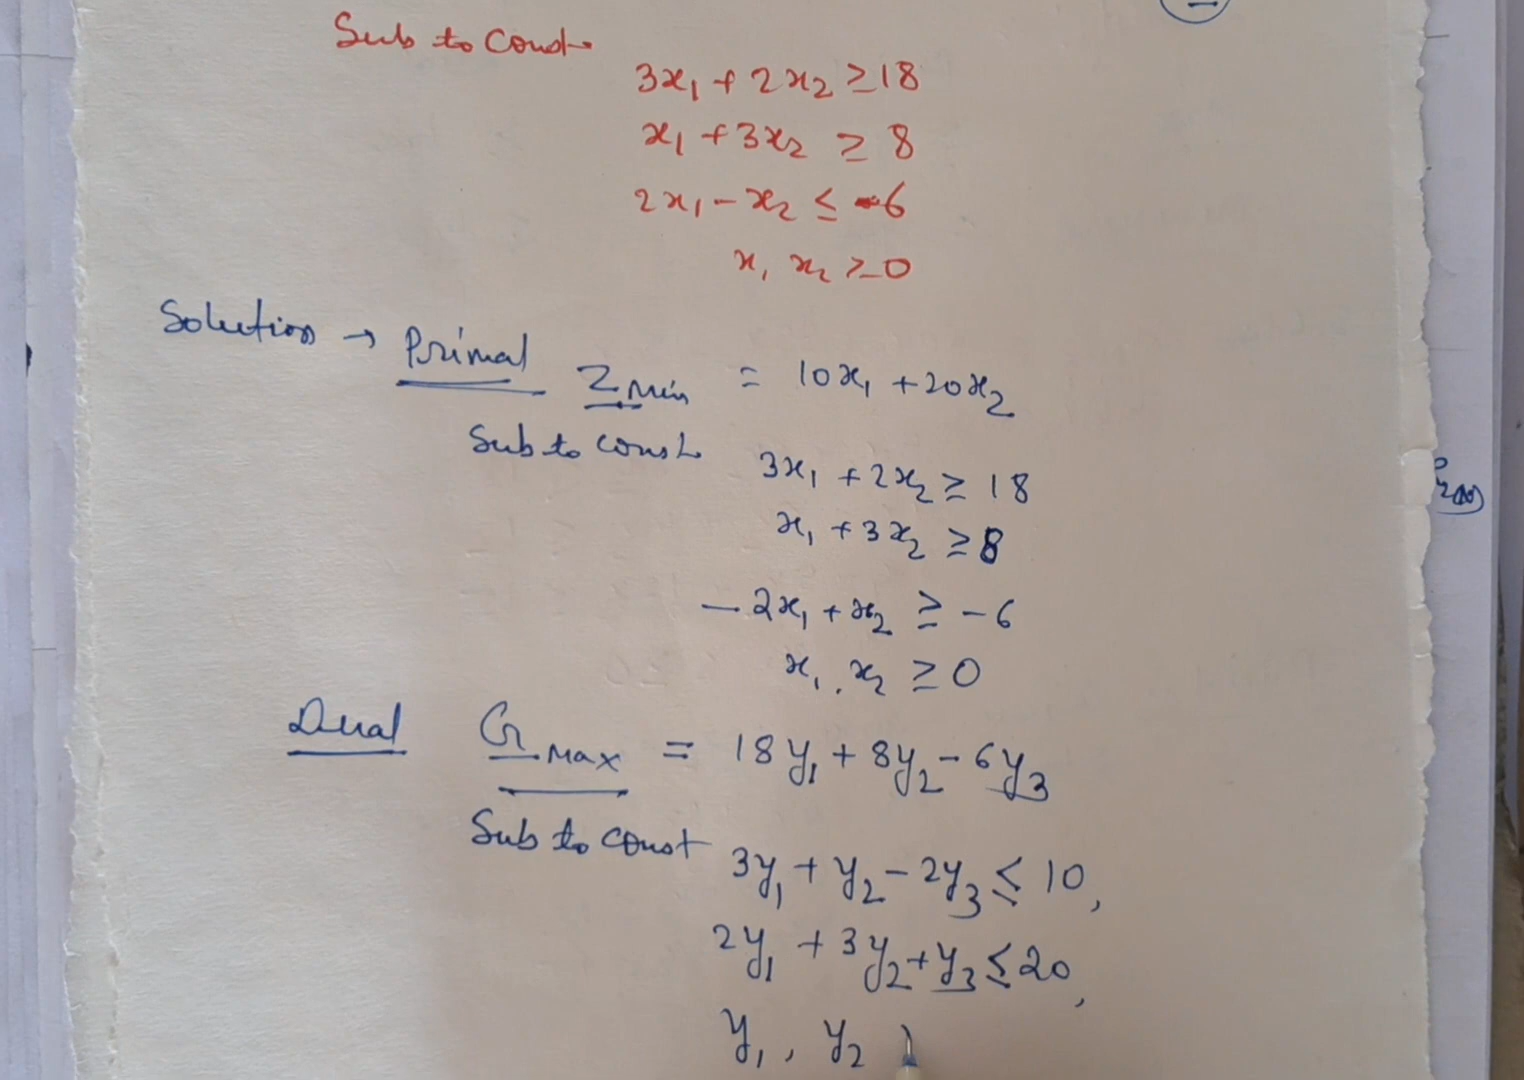 Sub to Const
3x₁ + 2x₂ ≥ 18
x₁ + 3x₂ ≥ 8
2x₁ - x₂ ≤ 6
x₁ x₂ ≥ 0
Solution → Primal Z Min = 10x₁ + 20x₂
Sub to const
3x₁ + 2x₂ ≥ 18
x₁ + 3x₂ ≥ 8
- 2x₁ + x₂ ≥ - 6
x₁, x₂ ≥ 0
Dual G Max = 18y₁ + 8y₂ - 6y₃
Sub to const 3y₁ + y₂ - 2y₃ ≤ 10,
2y₁ + 3y₂ + y₃ ≤ 20,
y₁, y₂